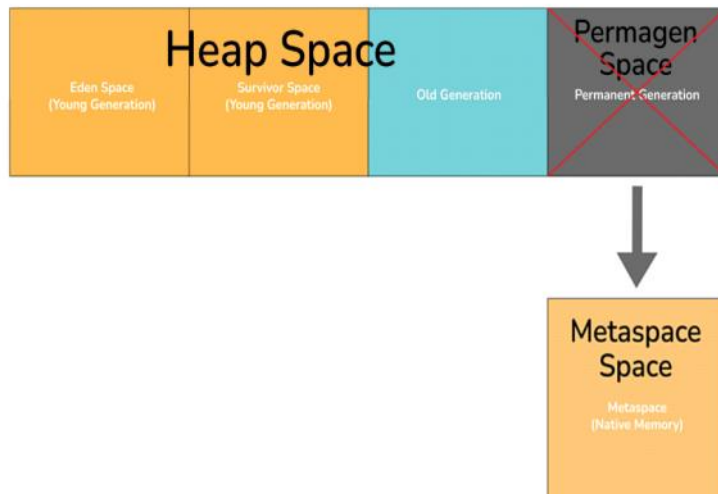 Heap Space
Eden Space
(Young Generation)
Survivor Space
(Young Generation)
Old Generation
Permagen
Space
Permanent Generation
Metaspace
Space
Metaspace
(Native Memory)